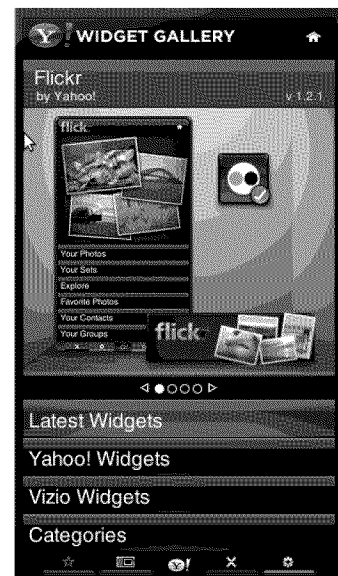 Y! WIDGET GALLERY
Flickr
by Yahoo!
v 1.2.1
flick
Your Photos
Your Sets
Explore
Favorite Photos
Your Contacts
Your Groups
flick
Latest Widgets
Yahoo! Widgets
Vizio Widgets
Categories
Y!